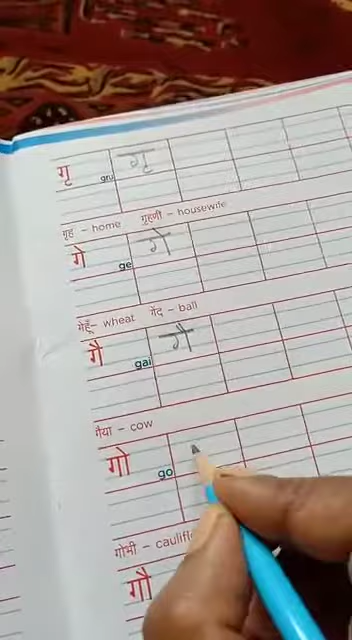 गृ gru गृ
गृह – home गृहणी – housewife
गे ge गे
गेहूँ – wheat गेंद – ball
गै gai गै
गैया – cow
गो go
गोभी – caulifl
गौ